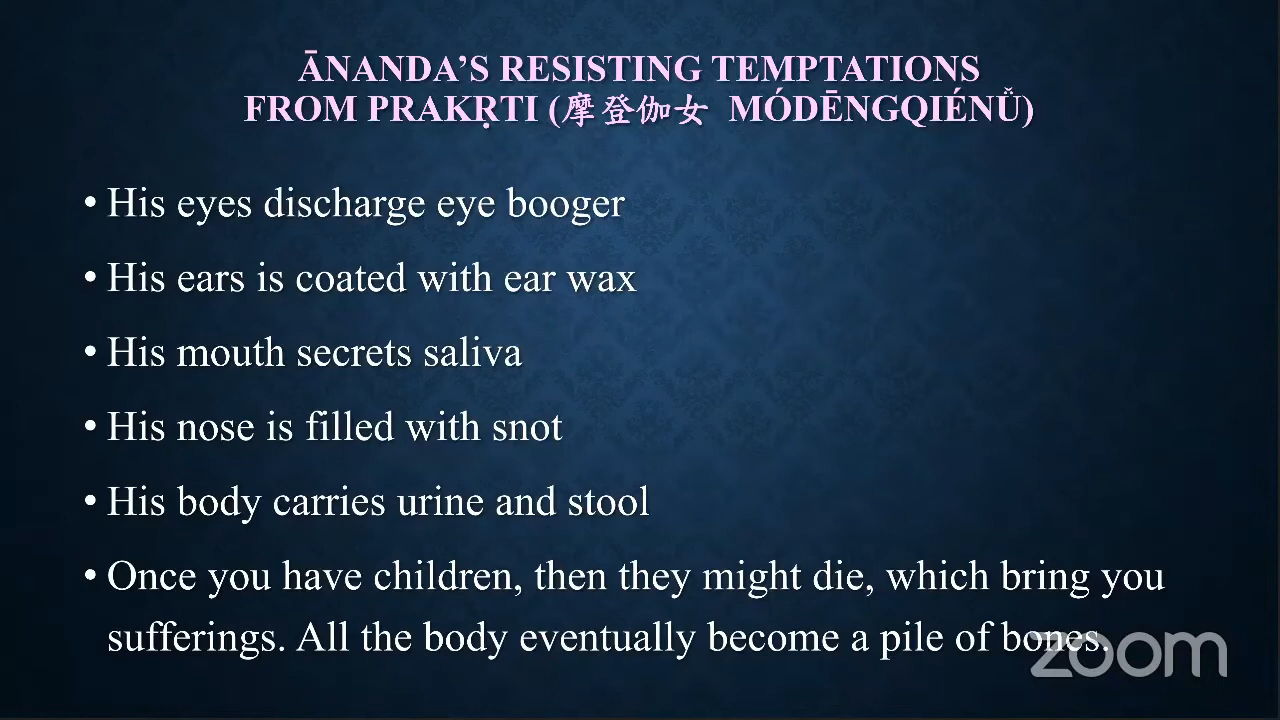 ĀNANDA’S RESISTING TEMPTATIONS
FROM PRAKṚTI (摩登伽女 MÓDĒNGQIÉNǙ)
• His eyes discharge eye booger
• His ears is coated with ear wax
• His mouth secrets saliva
• His nose is filled with snot
• His body carries urine and stool
• Once you have children, then they might die, which bring you
sufferings. All the body eventually become a pile of bones.
zoom